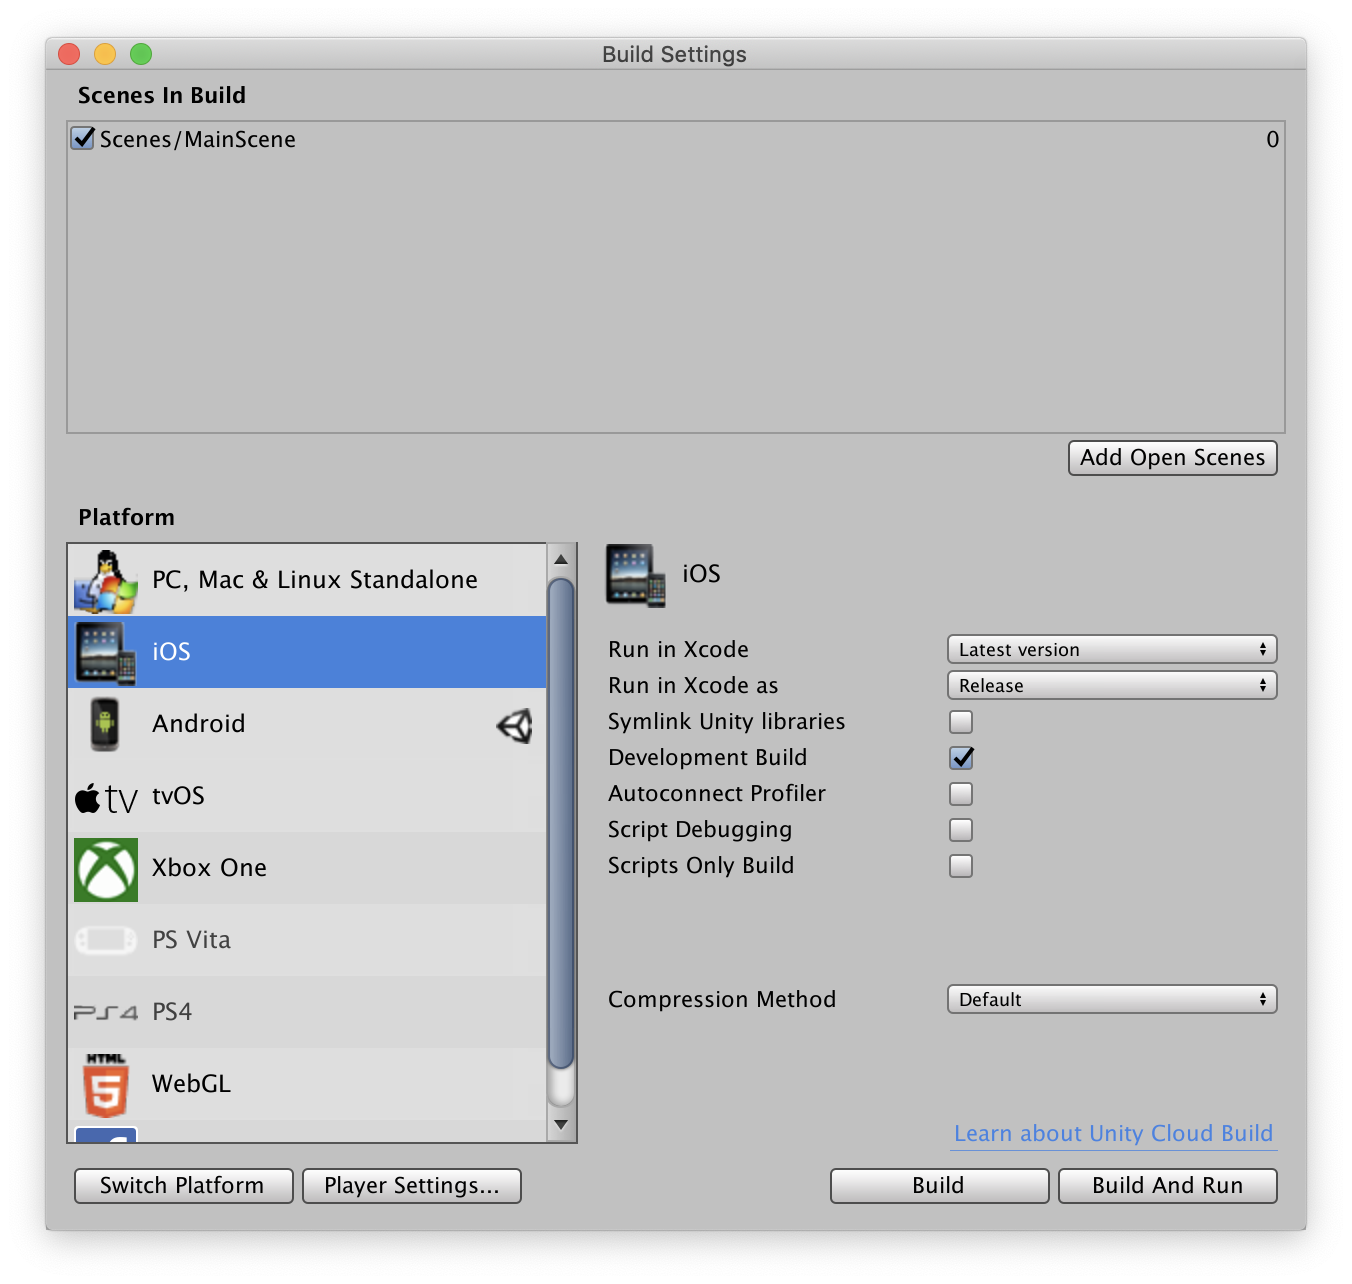 Build Settings
Scenes In Build
Scenes/MainScene 0
Add Open Scenes
Platform
PC, Mac & Linux Standalone
iOS
Android
tv tvOS
Xbox One
PS Vita
PS4 PS4
HTML
5 WebGL
iOS
Run in Xcode Latest version
Run in Xcode as Release
Symlink Unity libraries
Development Build
Autoconnect Profiler
Script Debugging
Scripts Only Build
Compression Method Default
Learn about Unity Cloud Build
Switch Platform Player Settings... Build Build And Run